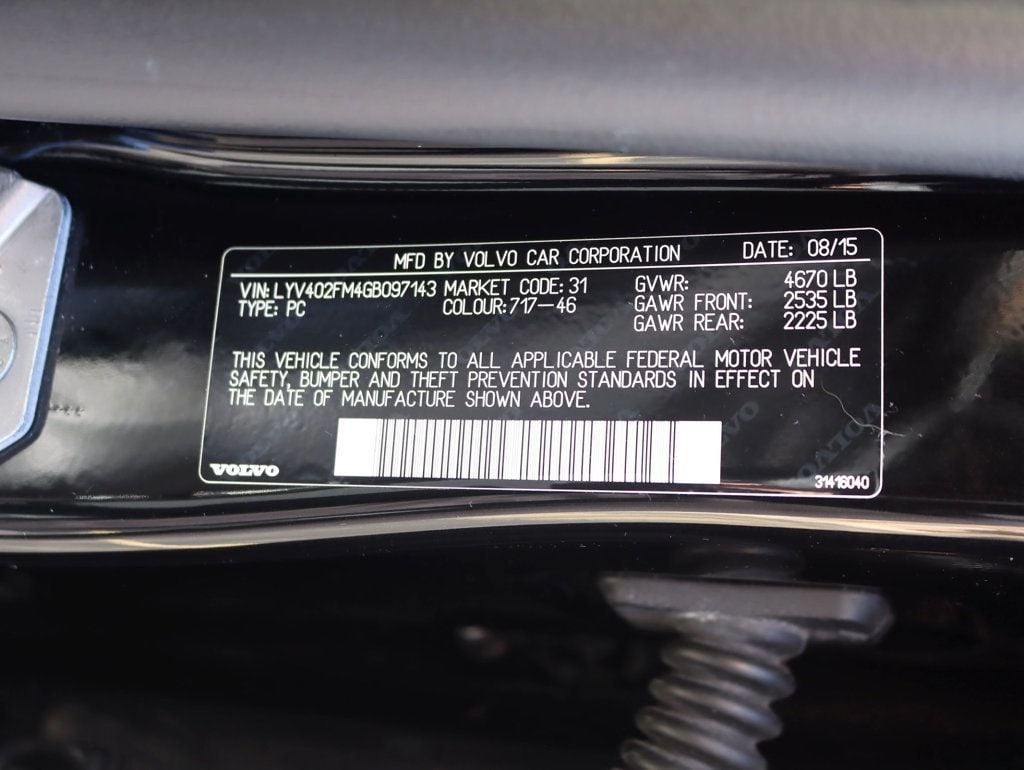 MFD BY VOLVO CAR CORPORATION DATE: 08/15
VIN: LYV402FM4GB097143 MARKET CODE: 31 GVWR: 4670 LB
TYPE: PC COLOUR: 717-46 GAWR FRONT: 2535 LB
GAWR REAR: 2225 LB
THIS VEHICLE CONFORMS TO ALL APPLICABLE FEDERAL MOTOR VEHICLE
SAFETY, BUMPER AND THEFT PREVENTION STANDARDS IN EFFECT ON
THE DATE OF MANUFACTURE SHOWN ABOVE.
VOLVO
31416040